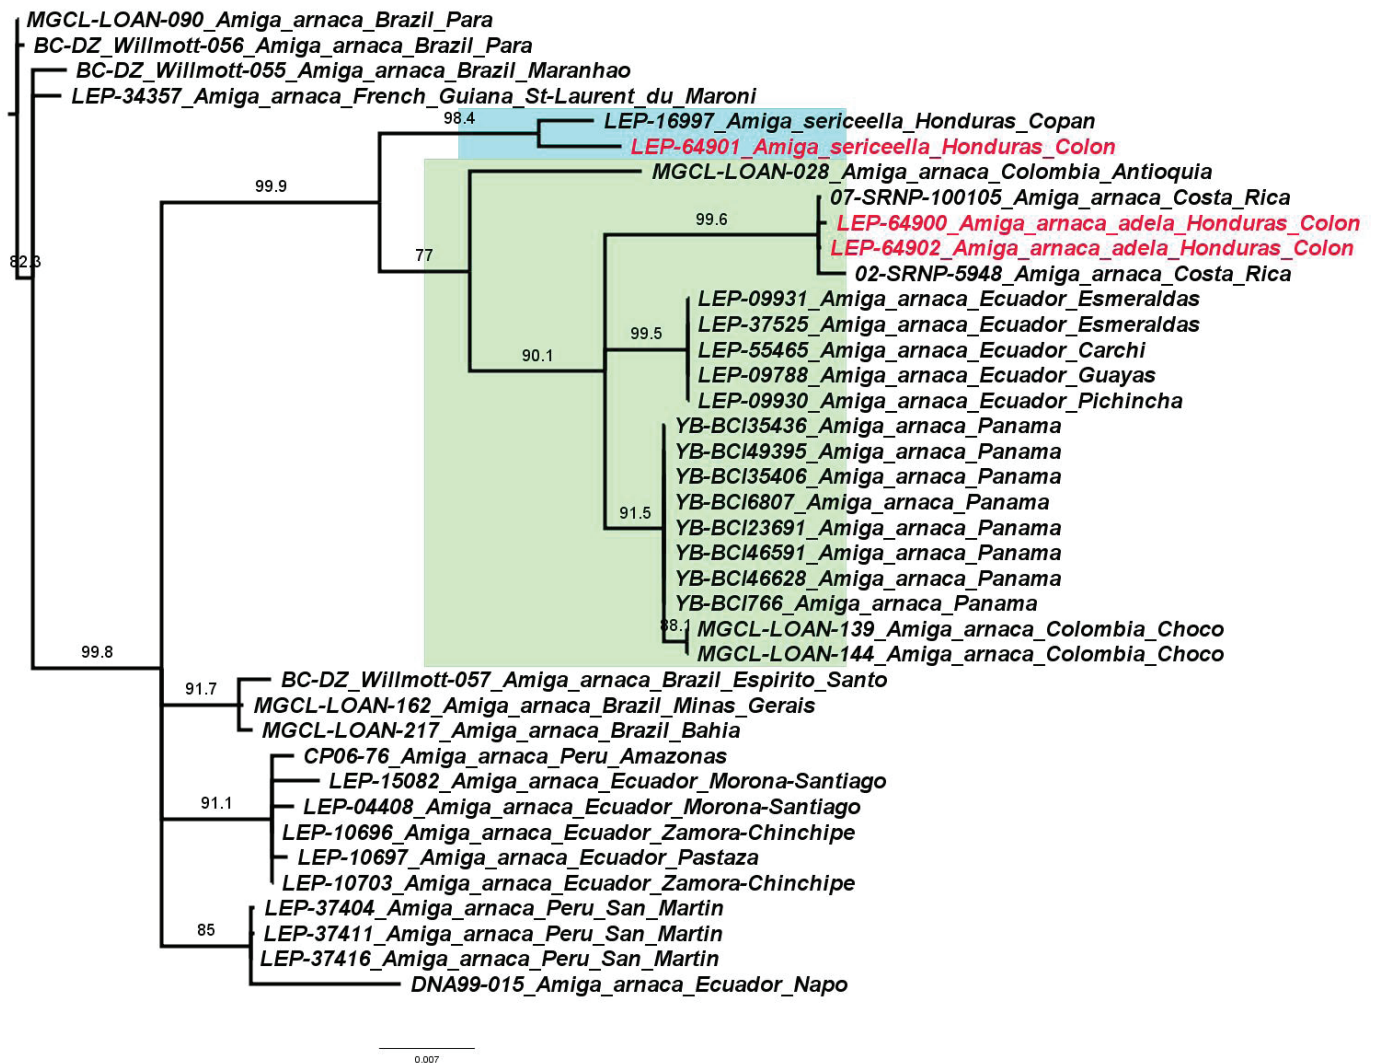 MGCL-LOAN-090_Amiga_arnaca_Brazil_Para
BC-DZ_Willmott-056_Amiga_arnaca_Brazil_Para
BC-DZ_Willmott-055_Amiga_arnaca_Brazil_Maranhao
LEP-34357_Amiga_arnaca_French_Guiana_St-Laurent_du_Maroni
98.4
LEP-16997_Amiga_sericeella_Honduras_Copan
LEP-64901_Amiga_sericeella_Honduras_Colon
MGCL-LOAN-028_Amiga_arnaca_Colombia_Antioquia
99.9
07-SRNP-100105_Amiga_arnaca_Costa_Rica
99.6
LEP-64900_Amiga_arnaca_adela_Honduras_Colon
LEP-64902_Amiga_arnaca_adela_Honduras_Colon
77
82.3
02-SRNP-5948_Amiga_arnaca_Costa_Rica
LEP-09931_Amiga_arnaca_Ecuador_Esmeraldas
LEP-37525_Amiga_arnaca_Ecuador_Esmeraldas
99.5
LEP-55465_Amiga_arnaca_Ecuador_Carchi
90.1
LEP-09788_Amiga_arnaca_Ecuador_Guayas
LEP-09930_Amiga_arnaca_Ecuador_Pichincha
YB-BCI35436_Amiga_arnaca_Panama
YB-BCI49395_Amiga_arnaca_Panama
YB-BCI35406_Amiga_arnaca_Panama
YB-BCI6807_Amiga_arnaca_Panama
91.5
YB-BCI23691_Amiga_arnaca_Panama
YB-BCI46591_Amiga_arnaca_Panama
YB-BCI46628_Amiga_arnaca_Panama
YB-BCI766_Amiga_arnaca_Panama
88.1
MGCL-LOAN-139_Amiga_arnaca_Colombia_Choco
MGCL-LOAN-144_Amiga_arnaca_Colombia_Choco
99.8
BC-DZ_Willmott-057_Amiga_arnaca_Brazil_Espirito_Santo
91.7
MGCL-LOAN-162_Amiga_arnaca_Brazil_Minas_Gerais
MGCL-LOAN-217_Amiga_arnaca_Brazil_Bahia
CP06-76_Amiga_arnaca_Peru_Amazonas
LEP-15082_Amiga_arnaca_Ecuador_Morona-Santiago
91.1
LEP-04408_Amiga_arnaca_Ecuador_Morona-Santiago
LEP-10696_Amiga_arnaca_Ecuador_Zamora-Chinchipe
LEP-10697_Amiga_arnaca_Ecuador_Pastaza
LEP-10703_Amiga_arnaca_Ecuador_Zamora-Chinchipe
LEP-37404_Amiga_arnaca_Peru_San_Martin
85
LEP-37411_Amiga_arnaca_Peru_San_Martin
LEP-37416_Amiga_arnaca_Peru_San_Martin
DNA99-015_Amiga_arnaca_Ecuador_Napo
0.007